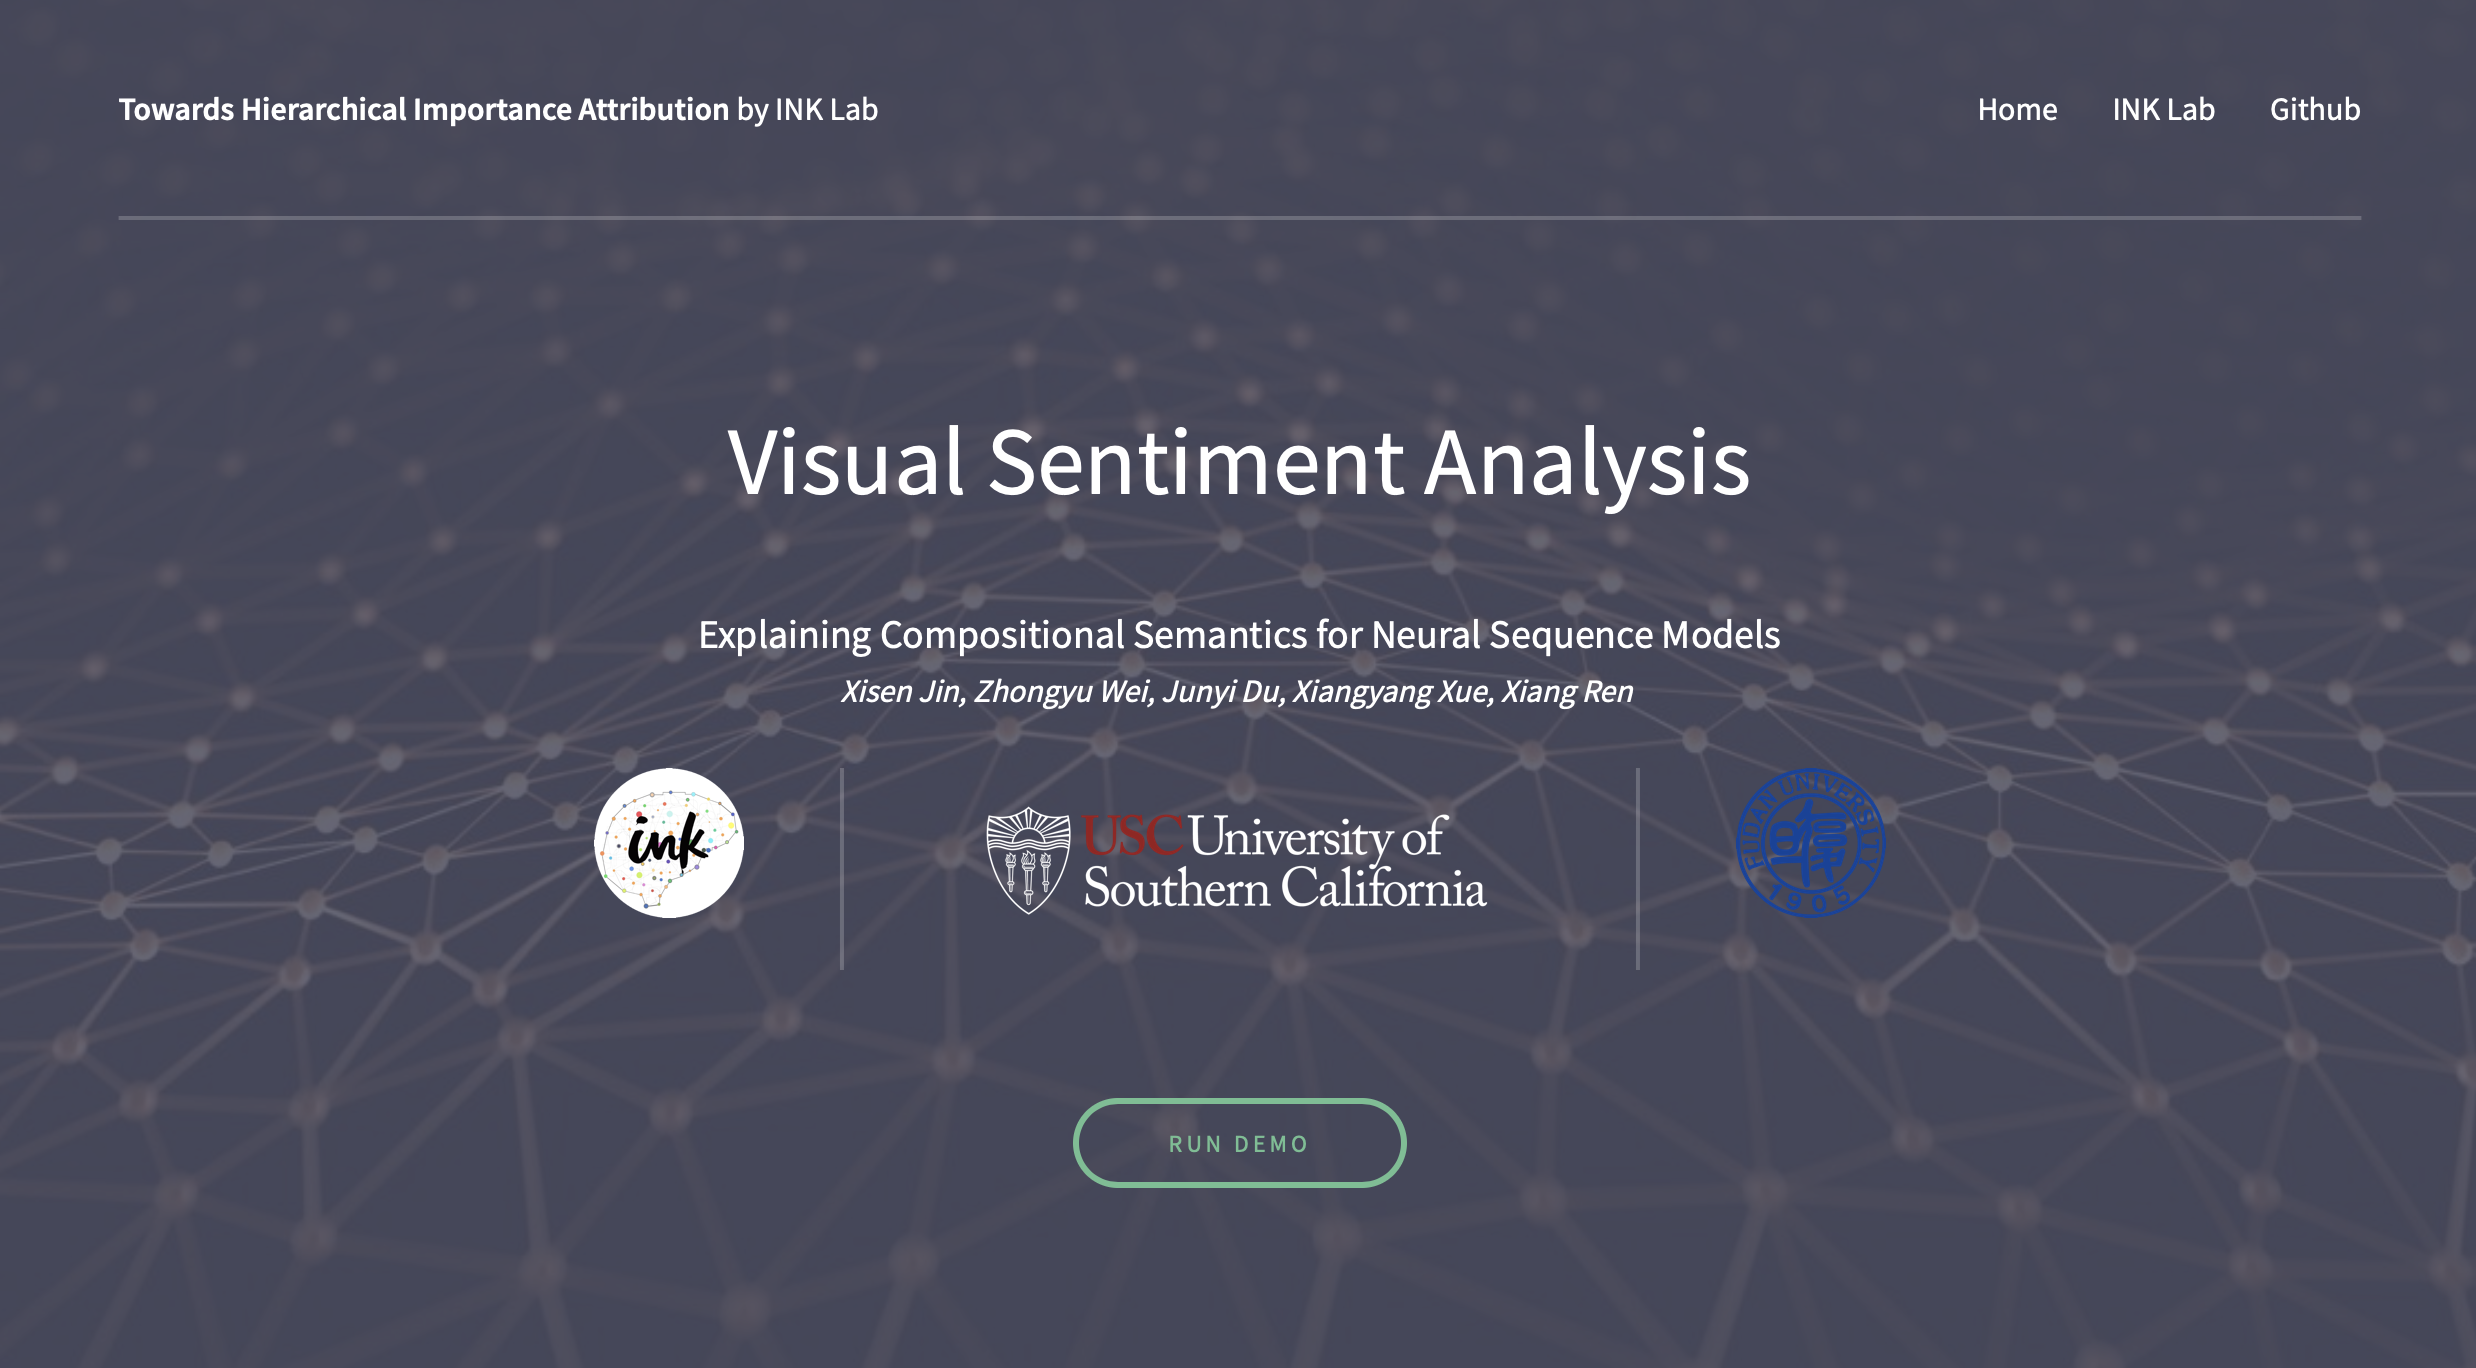 Towards Hierarchical Importance Attribution by INK Lab
Home
INK Lab
Github
Visual Sentiment Analysis
Explaining Compositional Semantics for Neural Sequence Models
Xisen Jin, Zhongyu Wei, Junyi Du, Xiangyang Xue, Xiang Ren
ink
USC University of
Southern California
FUDAN UNIVERSITY
1905
RUN DEMO